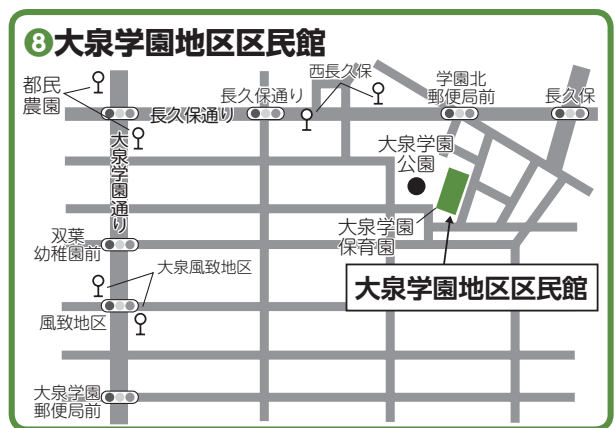 ❽大泉学園地区区民館
都民
農園
長久保通り
西長久保
学園北
郵便局前
長久保
長久保通り
大泉学園通り
大泉学園
公園
双葉
幼稚園前
大泉学園
保育園
大泉風致地区
大泉学園地区区民館
風致地区
大泉学園
郵便局前